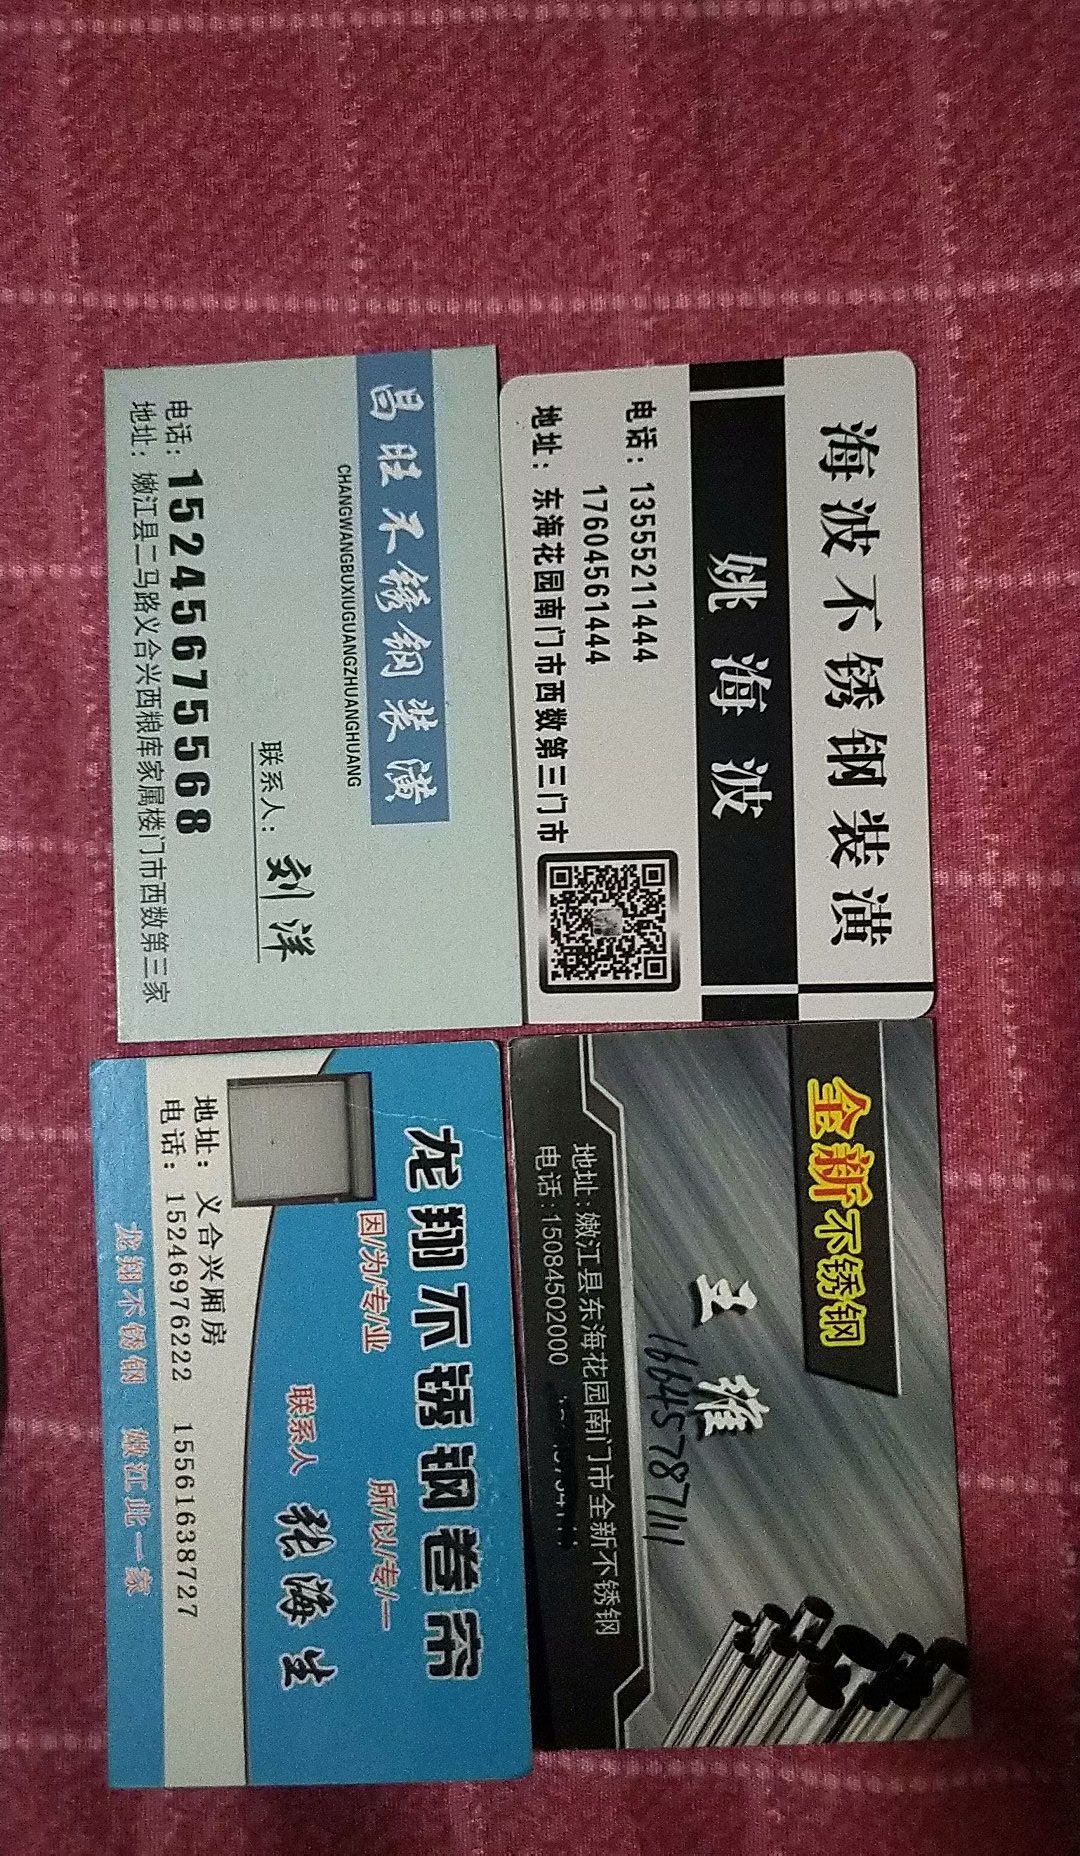 海波不锈钢装潢
姚海波
电话：13555211444
17604561444
地址：东海花园南门市西数第三门市
全新不锈钢
王维
16645787111
地址:嫩江县东海花园南门市全新不锈钢
电话:15084502000
昌旺不锈钢装潢
CHANGWANGBUXIUGUANGZHUANGHUANG
联系人：刘洋
电话：15245675568
地址：嫩江县二马路义合兴西粮库家属楼门市西数第三家
龙翔不锈钢卷帘
因/为/专/业
所/以/专/一
联系人 张海生
地址：义合兴厢房
电话：15246976222 15561638727
龙翔不锈钢 嫩江此一家